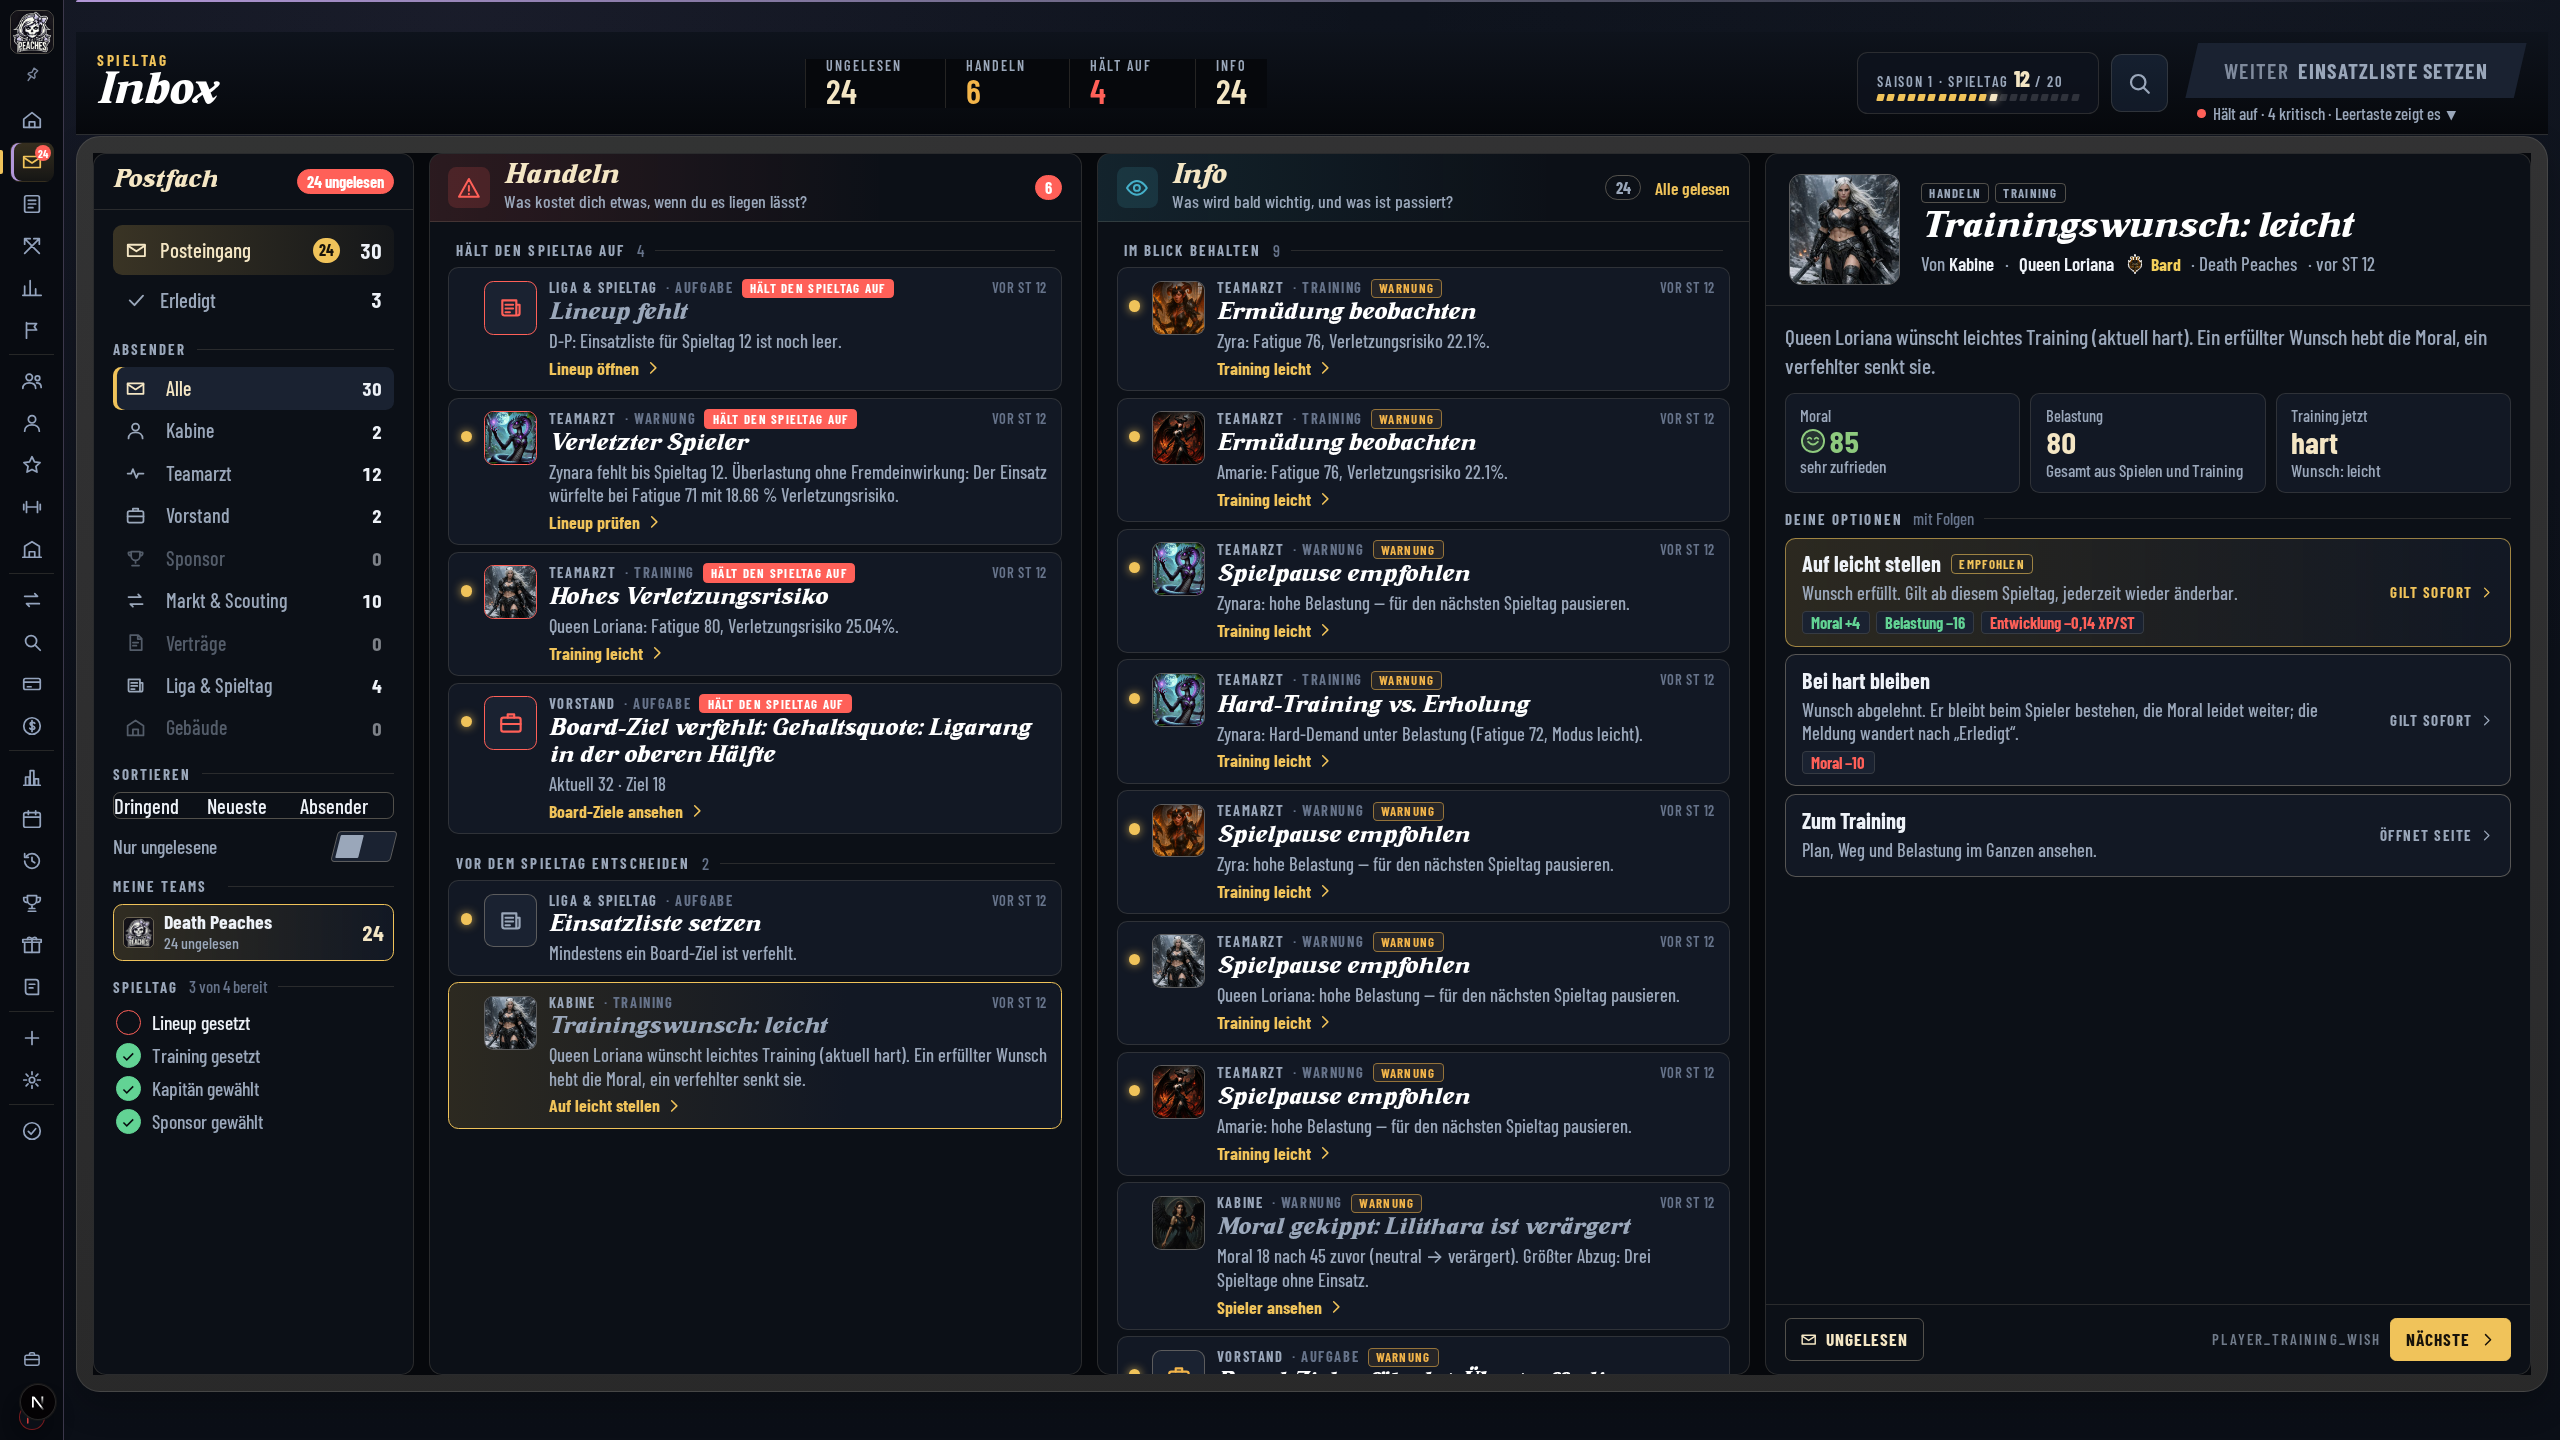 SPIELTAG
Inbox
UNGELESEN
24
HANDELN
6
HÄLT AUF
4
INFO
24
SAISON 1 · SPIELTAG 12 / 20
WEITER EINSATZLISTE SETZEN
Hält auf · 4 kritisch · Leertaste zeigt es ▼
PEACHES
24
N
Postfach
24 ungelesen
Posteingang 24 30
Erledigt 3
ABSENDER
Alle 30
Kabine 2
Teamarzt 12
Vorstand 2
Sponsor 0
Markt & Scouting 10
Verträge 0
Liga & Spieltag 4
Gebäude 0
SORTIEREN
Dringend Neueste Absender
Nur ungelesene
MEINE TEAMS
Death Peaches
24 ungelesen
24
SPIELTAG 3 von 4 bereit
Lineup gesetzt
Training gesetzt
Kapitän gewählt
Sponsor gewählt
Handeln
Was kostet dich etwas, wenn du es liegen lässt?
6
HÄLT DEN SPIELTAG AUF 4
LIGA & SPIELTAG · AUFGABE HÄLT DEN SPIELTAG AUF VOR ST 12
Lineup fehlt
D-P: Einsatzliste für Spieltag 12 ist noch leer.
Lineup öffnen
TEAMARZT · WARNUNG HÄLT DEN SPIELTAG AUF VOR ST 12
Verletzter Spieler
Zynara fehlt bis Spieltag 12. Überlastung ohne Fremdeinwirkung: Der Einsatz
würfelte bei Fatigue 71 mit 18.66 % Verletzungsrisiko.
Lineup prüfen
TEAMARZT · TRAINING HÄLT DEN SPIELTAG AUF VOR ST 12
Hohes Verletzungsrisiko
Queen Loriana: Fatigue 80, Verletzungsrisiko 25.04%.
Training leicht
VORSTAND · AUFGABE HÄLT DEN SPIELTAG AUF VOR ST 12
Board-Ziel verfehlt: Gehaltsquote: Ligarang
in der oberen Hälfte
Aktuell 32 · Ziel 18
Board-Ziele ansehen
VOR DEM SPIELTAG ENTSCHEIDEN 2
LIGA & SPIELTAG · AUFGABE VOR ST 12
Einsatzliste setzen
Mindestens ein Board-Ziel ist verfehlt.
KABINE · TRAINING VOR ST 12
Trainingswunsch: leicht
Queen Loriana wünscht leichtes Training (aktuell hart). Ein erfüllter Wunsch
hebt die Moral, ein verfehlter senkt sie.
Auf leicht stellen
Info
Was wird bald wichtig, und was ist passiert?
24
Alle gelesen
IM BLICK BEHALTEN 9
TEAMARZT · TRAINING WARNUNG VOR ST 12
Ermüdung beobachten
Zyra: Fatigue 76, Verletzungsrisiko 22.1%.
Training leicht
TEAMARZT · TRAINING WARNUNG VOR ST 12
Ermüdung beobachten
Amarie: Fatigue 76, Verletzungsrisiko 22.1%.
Training leicht
TEAMARZT · WARNUNG WARNUNG VOR ST 12
Spielpause empfohlen
Zynara: hohe Belastung – für den nächsten Spieltag pausieren.
Training leicht
TEAMARZT · TRAINING WARNUNG VOR ST 12
Hard-Training vs. Erholung
Zynara: Hard-Demand unter Belastung (Fatigue 72, Modus leicht).
Training leicht
TEAMARZT · WARNUNG WARNUNG VOR ST 12
Spielpause empfohlen
Zyra: hohe Belastung – für den nächsten Spieltag pausieren.
Training leicht
TEAMARZT · WARNUNG WARNUNG VOR ST 12
Spielpause empfohlen
Queen Loriana: hohe Belastung – für den nächsten Spieltag pausieren.
Training leicht
TEAMARZT · WARNUNG WARNUNG VOR ST 12
Spielpause empfohlen
Amarie: hohe Belastung – für den nächsten Spieltag pausieren.
Training leicht
KABINE · WARNUNG WARNUNG VOR ST 12
Moral gekippt: Lilithara ist verärgert
Moral 18 nach 45 zuvor (neutral → verärgert). Größter Abzug: Drei
Spieltage ohne Einsatz.
Spieler ansehen
VORSTAND · AUFGABE WARNUNG VOR ST 12
HANDELN TRAINING
Trainingswunsch: leicht
Von Kabine · Queen Loriana Bard · Death Peaches · vor ST 12
Queen Loriana wünscht leichtes Training (aktuell hart). Ein erfüllter Wunsch hebt die Moral, ein
verfehlter senkt sie.
Moral
85
sehr zufrieden
Belastung
80
Gesamt aus Spielen und Training
Training jetzt
hart
Wunsch: leicht
DEINE OPTIONEN mit Folgen
Auf leicht stellen EMPFOHLEN
Wunsch erfüllt. Gilt ab diesem Spieltag, jederzeit wieder änderbar.
Moral +4 Belastung −16 Entwicklung −0,14 XP/ST
GILT SOFORT
Bei hart bleiben
Wunsch abgelehnt. Er bleibt beim Spieler bestehen, die Moral leidet weiter; die
Meldung wandert nach „Erledigt“.
Moral −10
GILT SOFORT
Zum Training
Plan, Weg und Belastung im Ganzen ansehen.
ÖFFNET SEITE
UNGELESEN
PLAYER_TRAINING_WISH
NÄCHSTE